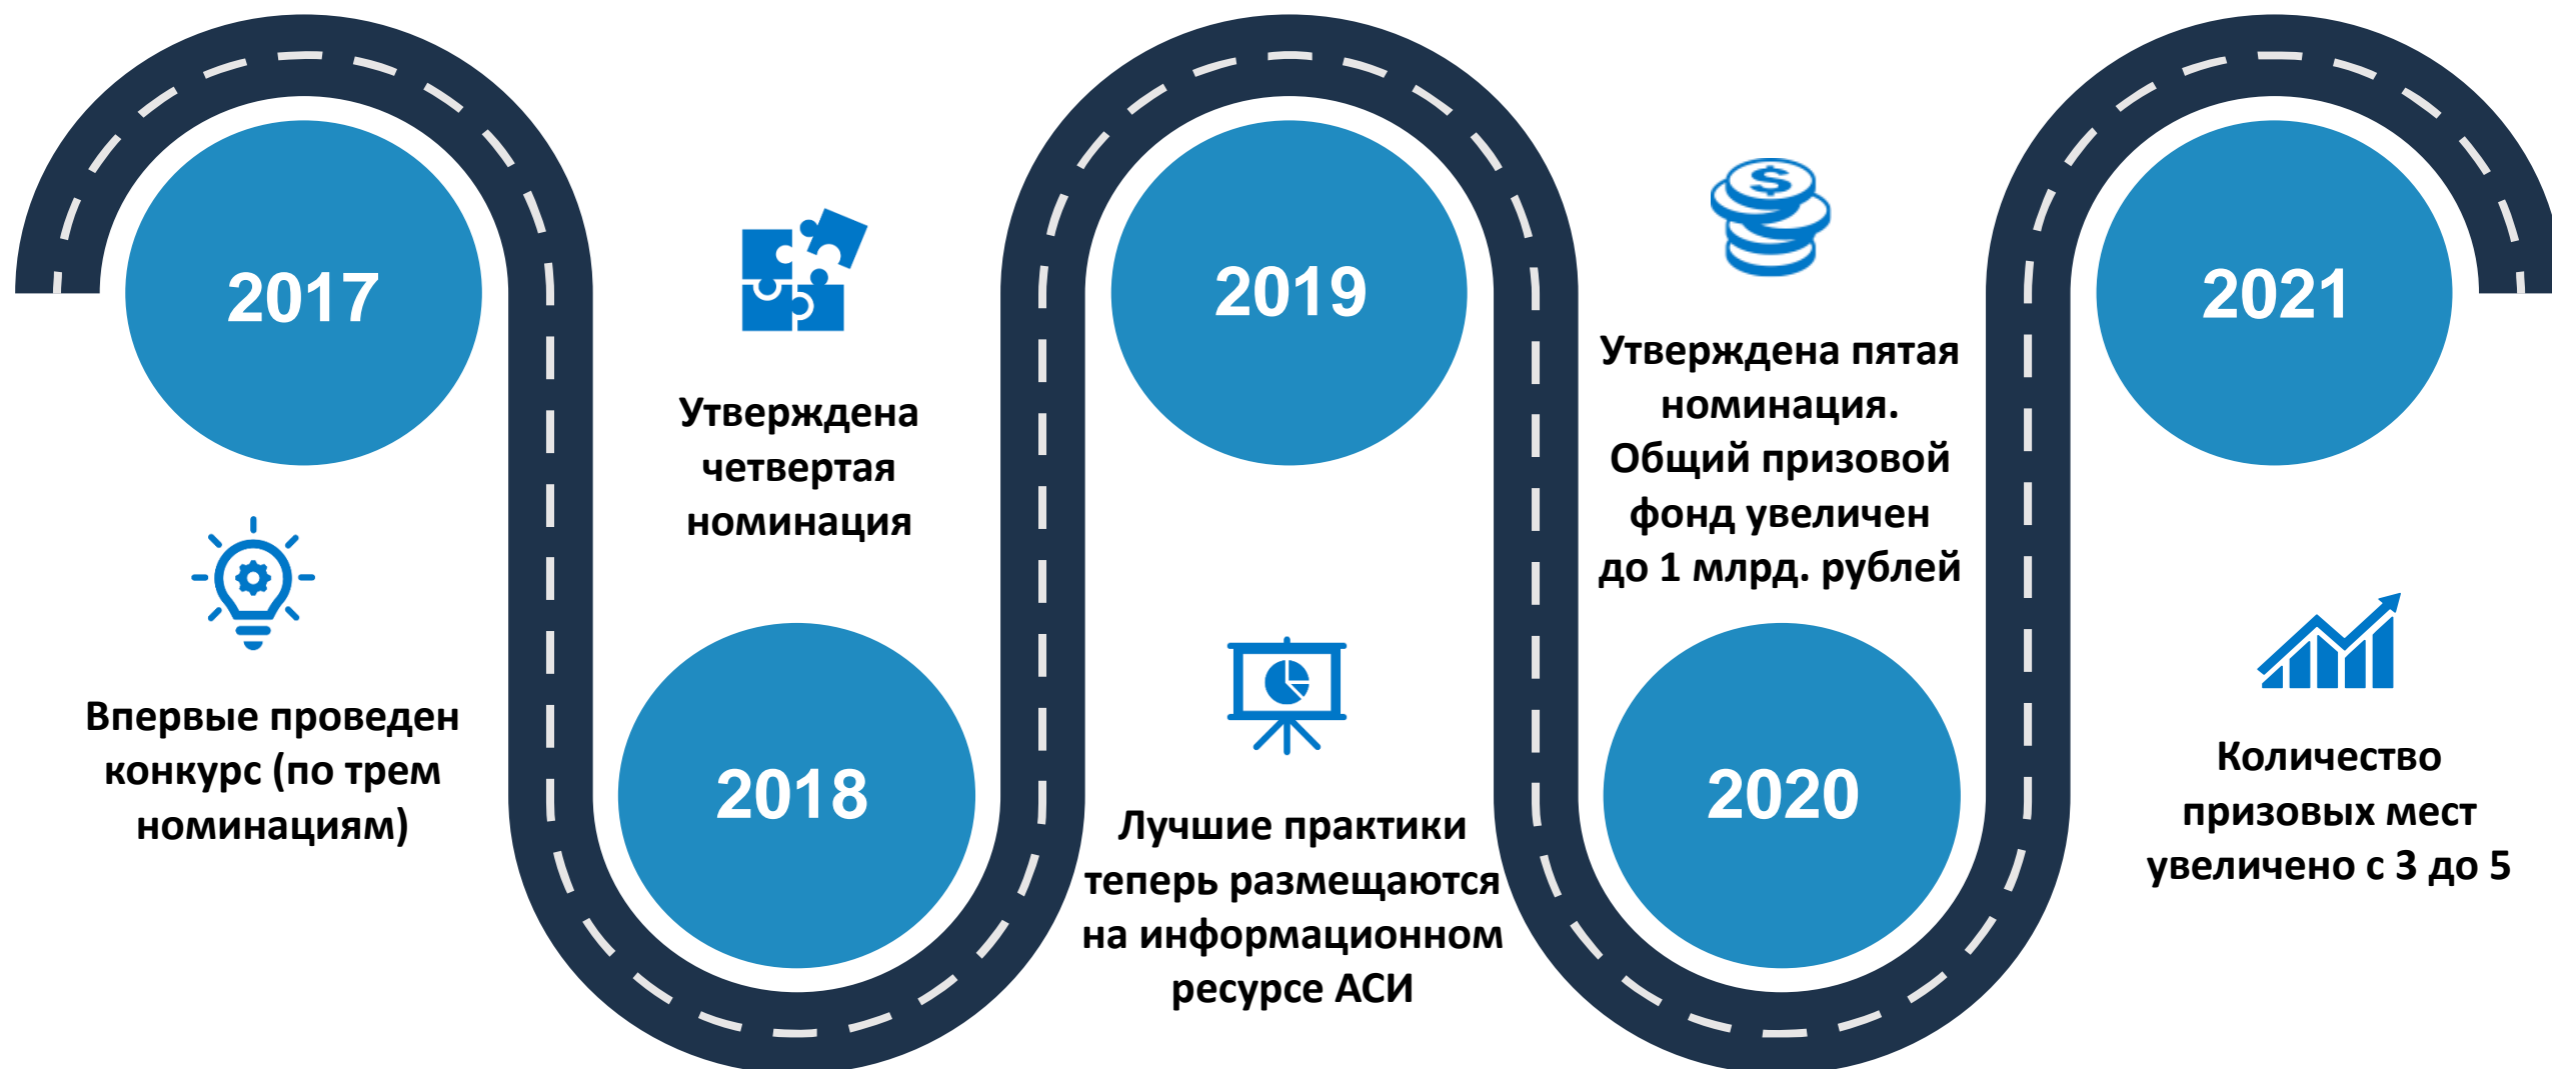 2017
Впервые проведен
конкурс (по трем
номинациям)
Утверждена
четвертая
номинация
2018
2019
Лучшие практики
теперь размещаются
на информационном
ресурсе АСИ
$
Утверждена пятая
номинация.
Общий призовой
фонд увеличен
до 1 млрд. рублей
2020
2021
Количество
призовых мест
увеличено с 3 до 5